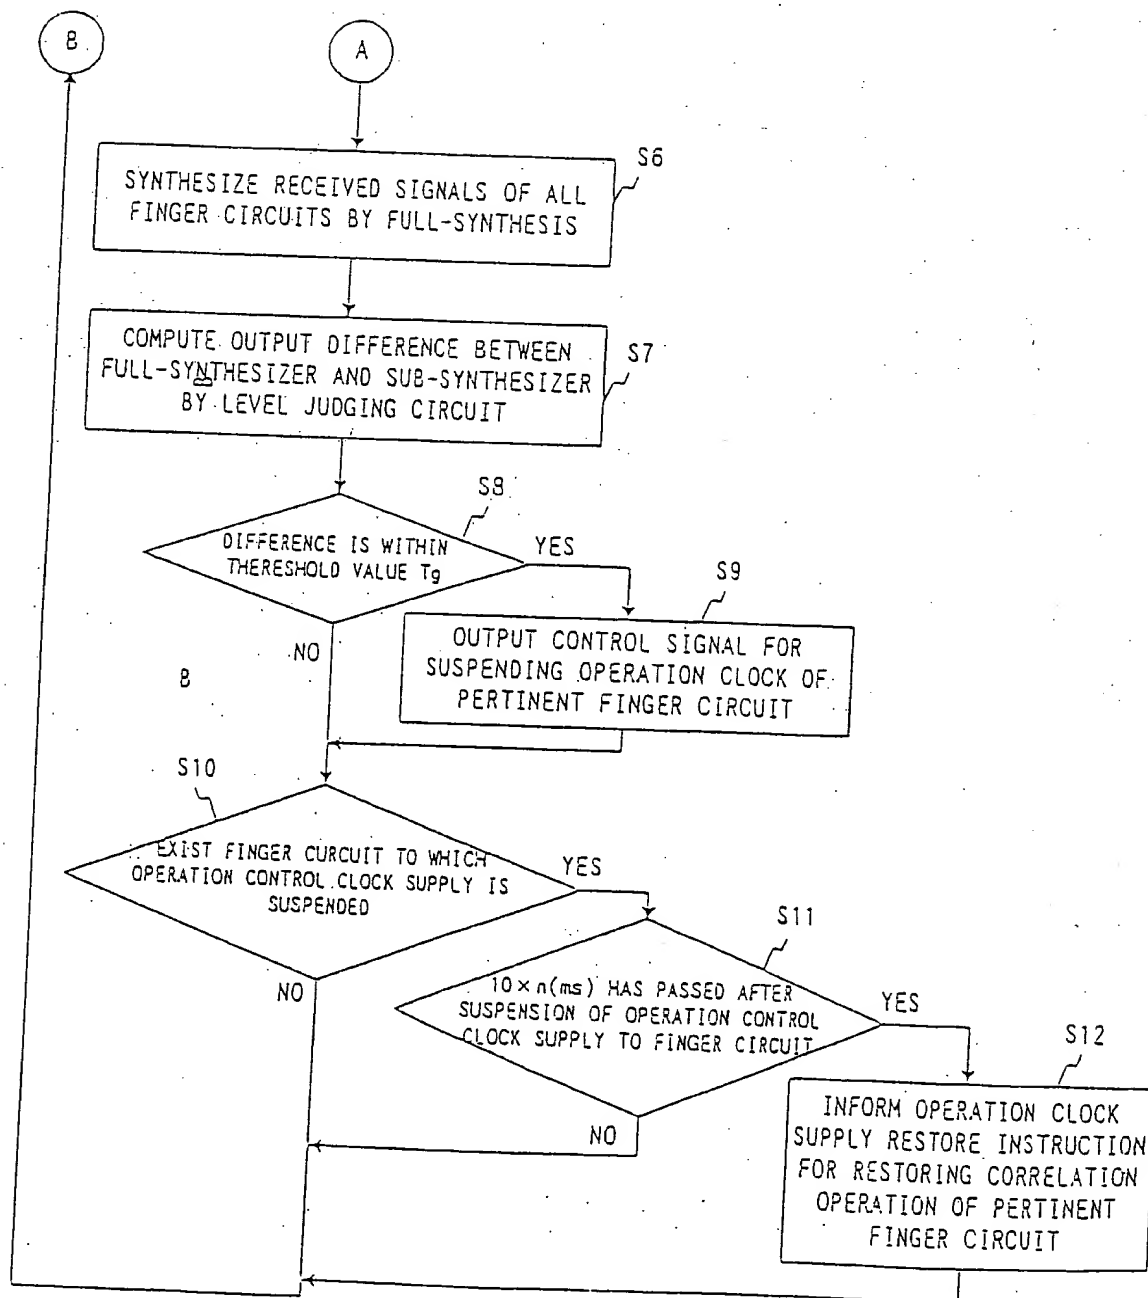 B
A
S6
SYNTHESIZE RECEIVED SIGNALS OF ALL
FINGER CIRCUITS BY FULL-SYNTHESIS
COMPUTE OUTPUT DIFFERENCE BETWEEN
FULL-SYNTHESIZER AND SUB-SYNTHESIZER
BY LEVEL JUDGING CIRCUIT
S7
S8
DIFFERENCE IS WITHIN
THERESHOLD VALUE Tg
YES
NO
S9
OUTPUT CONTROL SIGNAL FOR
SUSPENDING OPERATION CLOCK OF
PERTINENT FINGER CIRCUIT
B
S10
EXIST FINGER CURCUIT TO WHICH
OPERATION CONTROL CLOCK SUPPLY IS
SUSPENDED
YES
NO
S11
10×n(ms) HAS PASSED AFTER
SUSPENSION OF OPERATION CONTROL
CLOCK SUPPLY TO FINGER CIRCUIT
YES
NO
S12
INFORM OPERATION CLOCK
SUPPLY RESTORE INSTRUCTION
FOR RESTORING CORRELATION
OPERATION OF PERTINENT
FINGER CIRCUIT